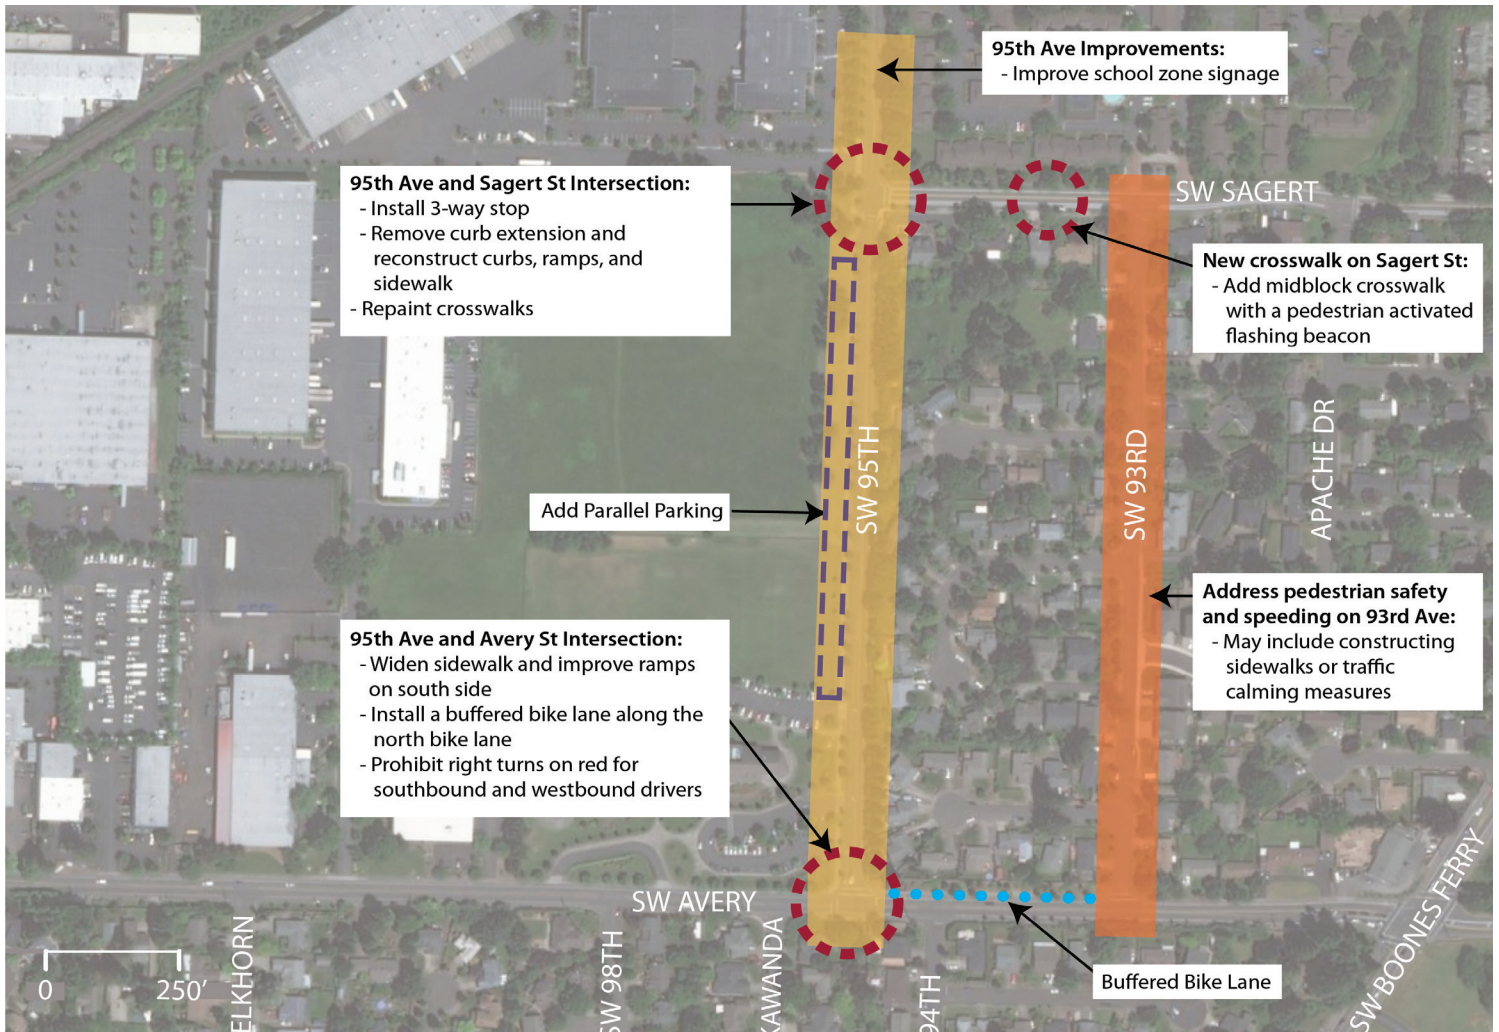 95th Ave Improvements:
- Improve school zone signage
95th Ave and Sagert St Intersection:
- Install 3-way stop
- Remove curb extension and
reconstruct curbs, ramps, and
sidewalk
- Repaint crosswalks
SW SAGERT
New crosswalk on Sagert St:
- Add midblock crosswalk
with a pedestrian activated
flashing beacon
SW 95TH
SW 93RD
APACHE DR
Add Parallel Parking
Address pedestrian safety
and speeding on 93rd Ave:
- May include constructing
sidewalks or traffic
calming measures
95th Ave and Avery St Intersection:
- Widen sidewalk and improve ramps
on south side
- Install a buffered bike lane along the
north bike lane
- Prohibit right turns on red for
southbound and westbound drivers
SW AVERY
SW BOONES FERRY
Buffered Bike Lane
ELKHORN
SW 98TH
KAWANDA
94TH
0 250'